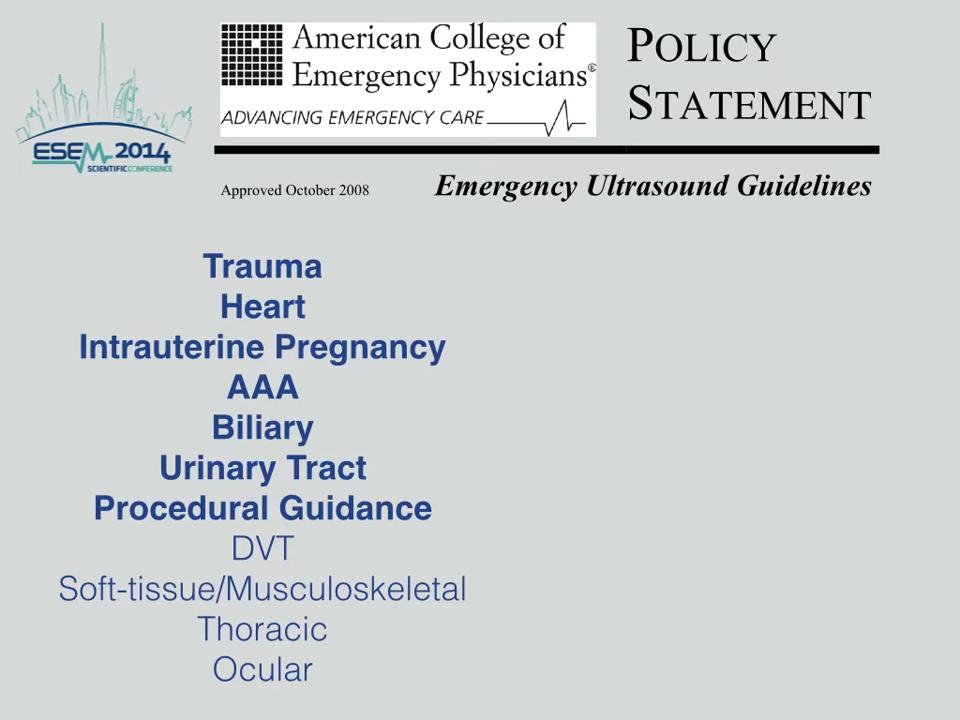 American College of
Emergency Physicians®
ADVANCING EMERGENCY CARE
POLICY
STATEMENT
ESEM 2014
SCIENTIFIC CONFERENCE
Approved October 2008
Emergency Ultrasound Guidelines
Trauma
Heart
Intrauterine Pregnancy
AAA
Biliary
Urinary Tract
Procedural Guidance
DVT
Soft-tissue/Musculoskeletal
Thoracic
Ocular